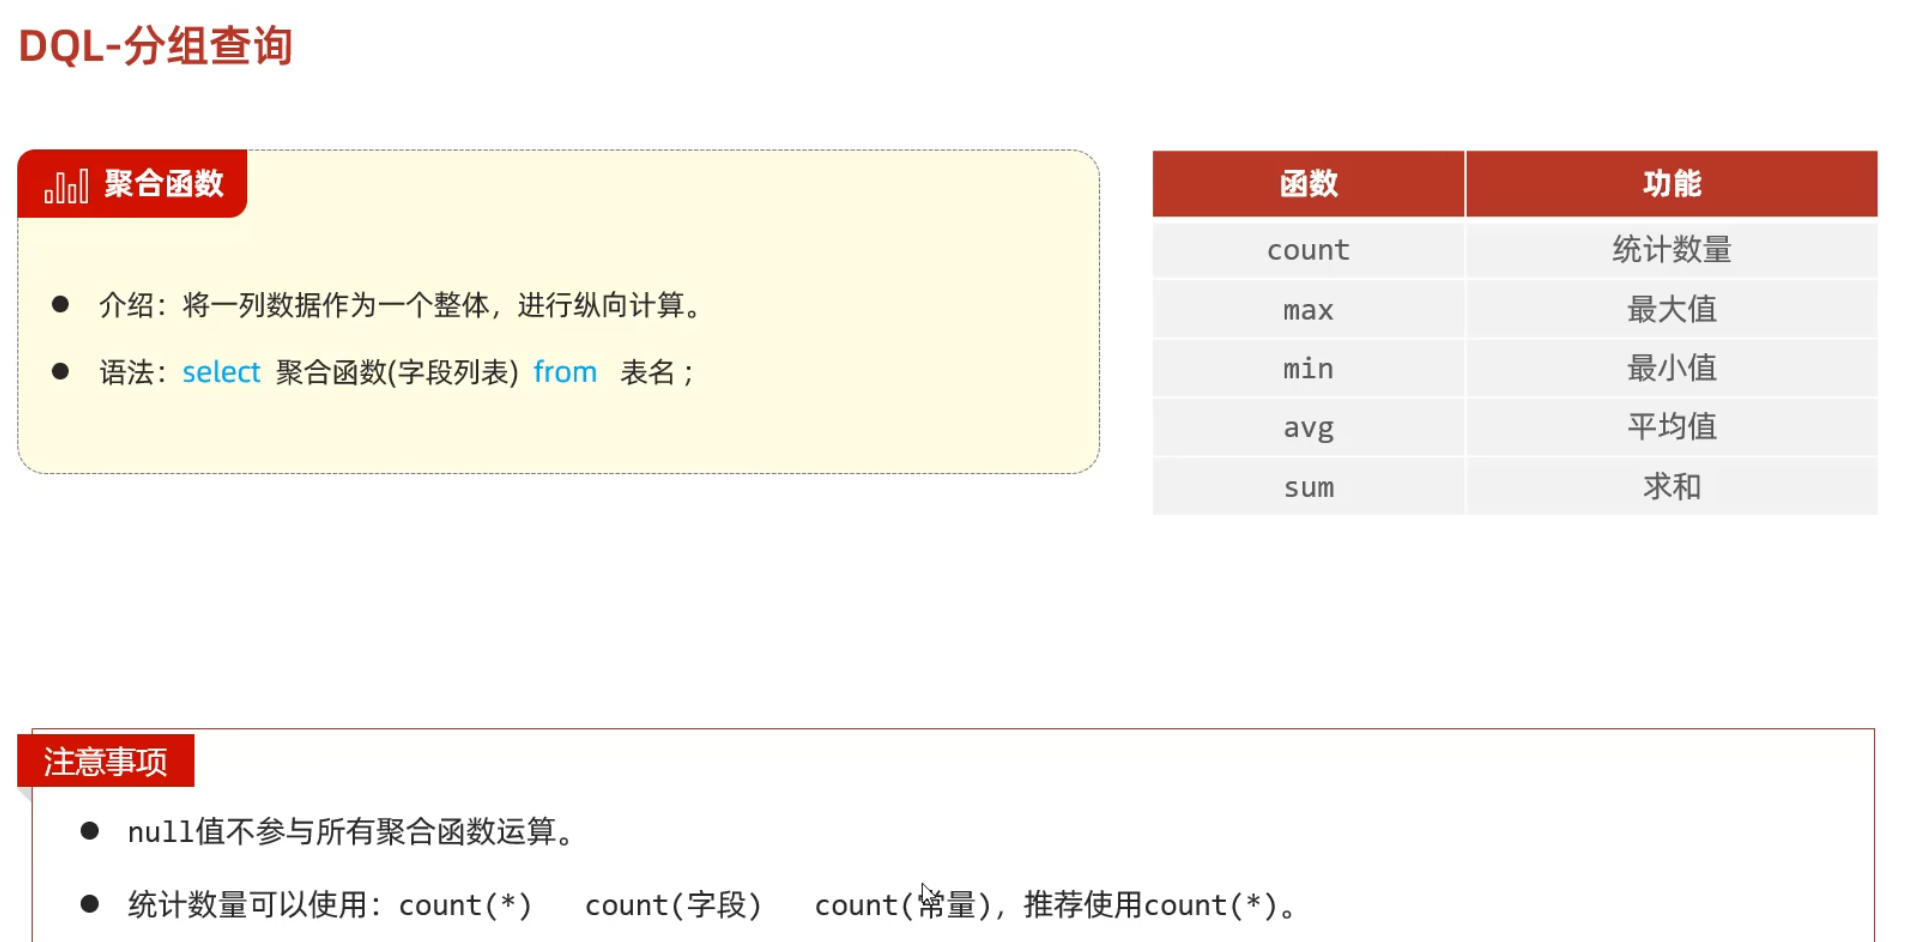 DQL-分组查询
聚合函数
介绍：将一列数据作为一个整体，进行纵向计算。
语法：select 聚合函数(字段列表) from 表名 ;
函数 功能
count 统计数量
max 最大值
min 最小值
avg 平均值
sum 求和
注意事项
null值不参与所有聚合函数运算。
统计数量可以使用：count(*) count(字段) count(常量)，推荐使用count(*)。